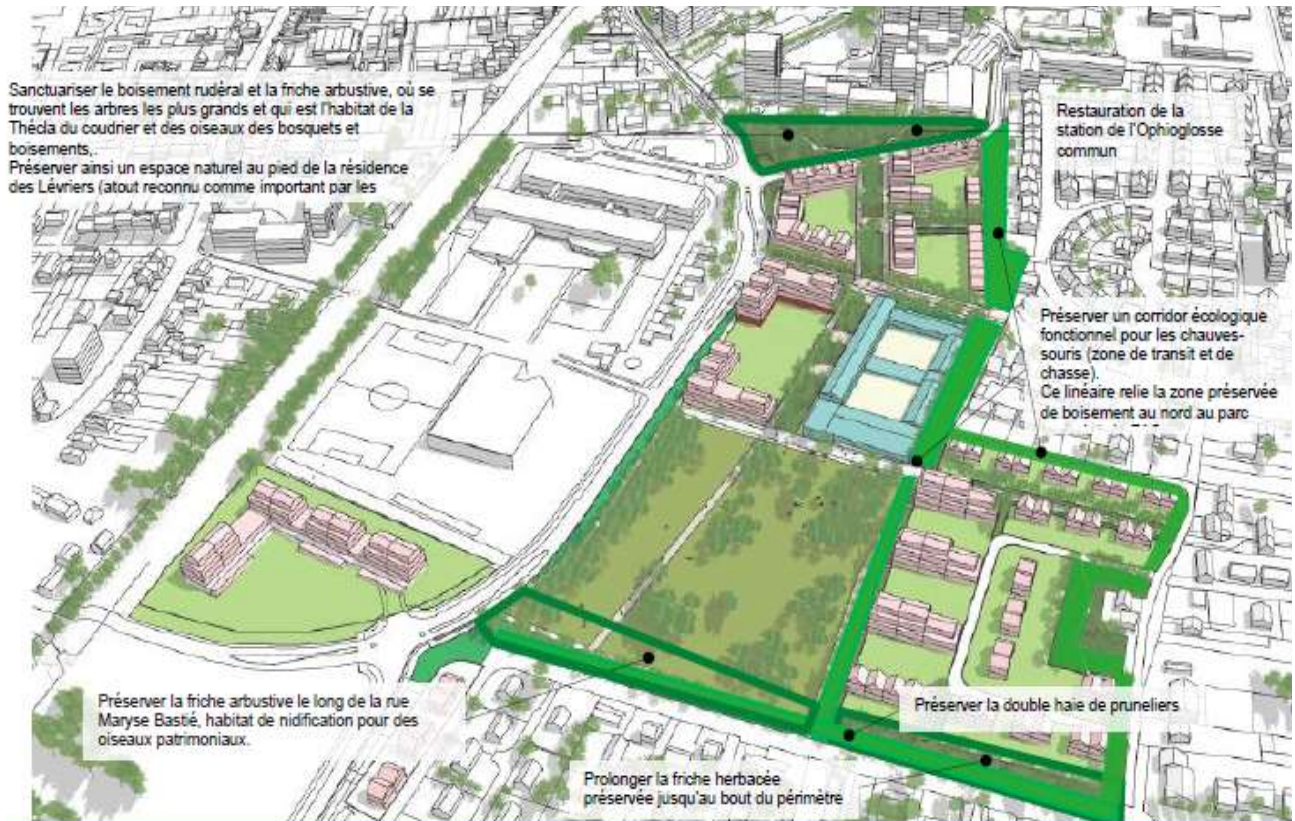 Sanctuariser le boisement rudéral et la friche arbustive, où se
trouvent les arbres les plus grands et qui est l'habitat de la
Thécla du coudrier et des oiseaux des bosquets et
boisements,.
Préserver ainsi un espace naturel au pied de la résidence
des Lévriers (atout reconnu comme important par les
Restauration de la
station de l'Ophioglosse
commun
Préserver un corridor écologique
fonctionnel pour les chauves-
souris (zone de transit et de
chasse).
Ce linéaire relie la zone préservée
de boisement au nord au parc
Préserver la friche arbustive le long de la rue
Maryse Bastié, habitat de nidification pour des
oiseaux patrimoniaux.
Préserver la double haie de pruneliers
Prolonger la friche herbacée
préservée jusqu'au bout du périmètre